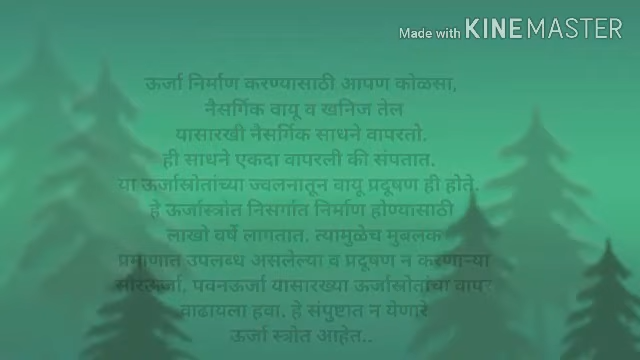 Made with KINEMASTER
ऊर्जा निर्माण करण्यासाठी आपण कोळसा,
नैसर्गिक वायू व खनिज तेल
यासारखी नैसर्गिक साधने वापरतो.
ही साधने एकदा वापरली की संपतात.
या ऊर्जास्रोतांच्या ज्वलनातून वायू प्रदूषण ही होते.
हे ऊर्जास्त्रोत निसर्गात निर्माण होण्यासाठी
लाखो वर्षे लागतात. त्यामुळेच मुबलक
प्रमाणात उपलब्ध असलेल्या व प्रदूषण न करणाऱ्या
सौरऊर्जा, पवनऊर्जा यासारख्या ऊर्जास्रोतांचा वापर
वाढायला हवा. हे संपुष्टात न येणारे
ऊर्जा स्त्रोत आहेत..